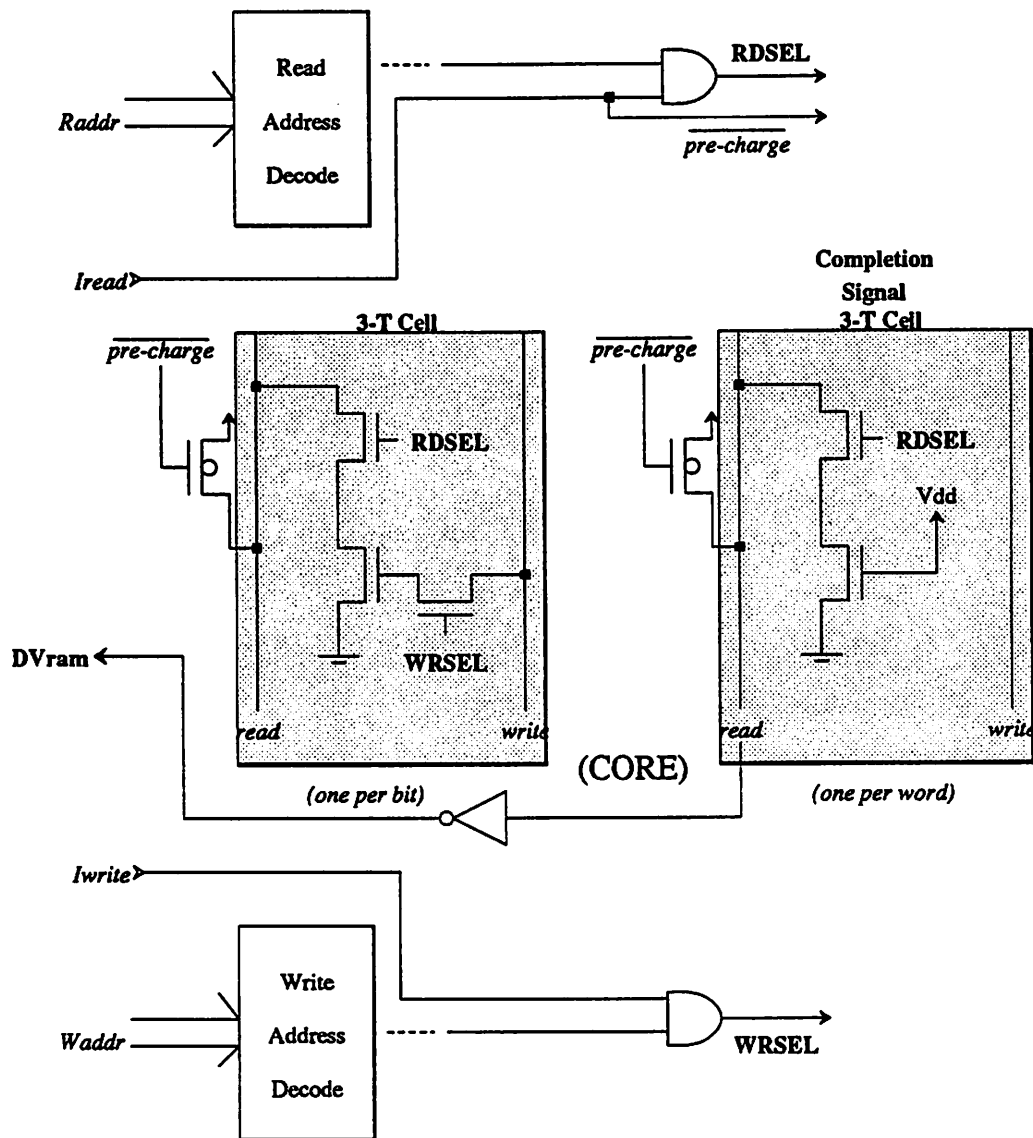 Read
Address
Decode
Raddr
RDSEL
pre-charge
Iread
Completion
Signal
3-T Cell
3-T Cell
pre-charge
pre-charge
RDSEL
RDSEL
Vdd
WRSEL
DVram
read
write
read
write
(CORE)
(one per bit)
(one per word)
Iwrite
Write
Address
Decode
Waddr
WRSEL